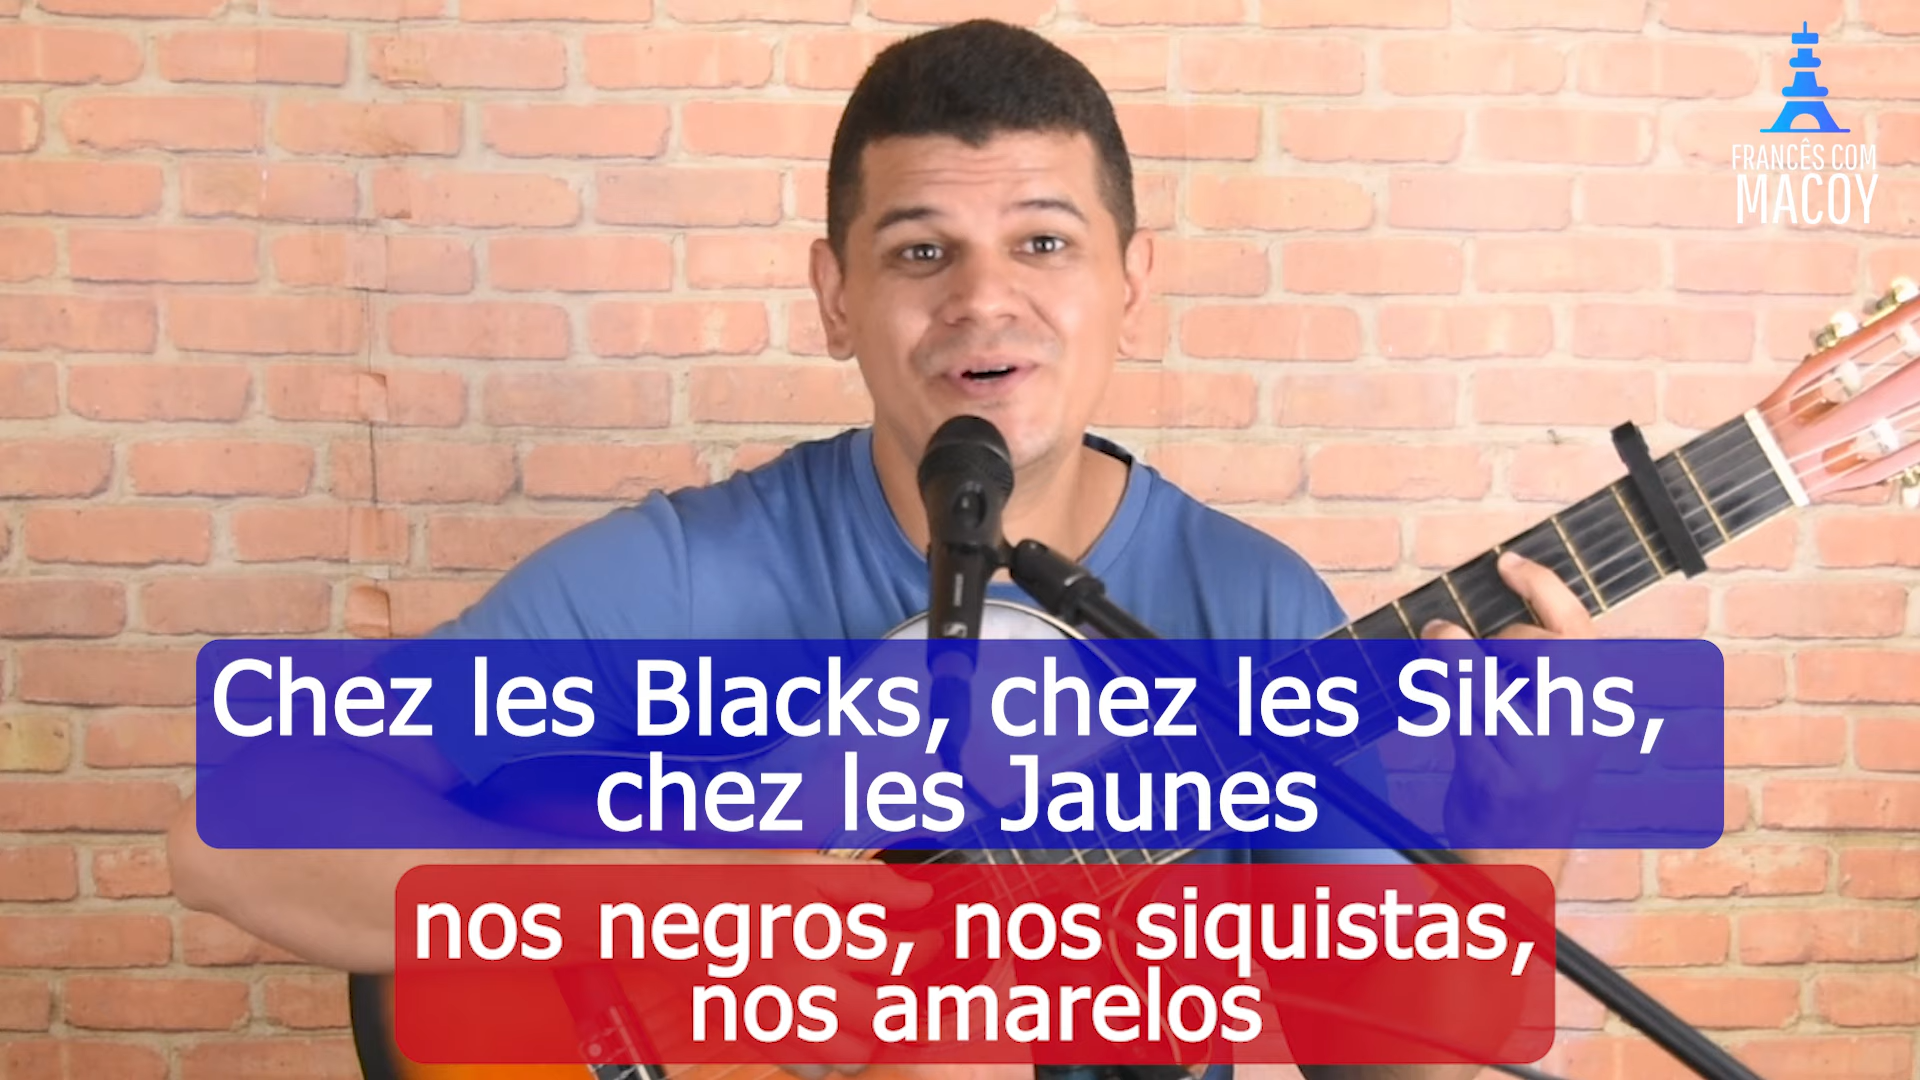 FRANCÊS COM
MACOY
Chez les Blacks, chez les Sikhs,
chez les Jaunes
nos negros, nos siquistas,
nos amarelos